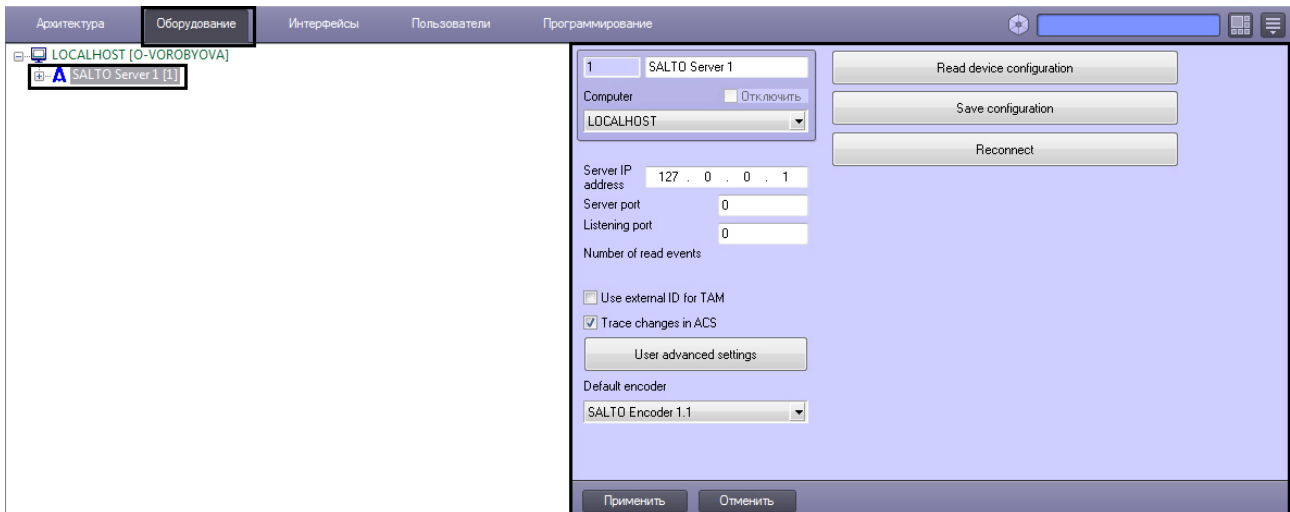 Архитектура Оборудование Интерфейсы Пользователи Программирование
LOCALHOST [O-VOROBYOVA]
SALTO Server 1 [1]
1 SALTO Server 1
Computer Отключить
LOCALHOST
Read device configuration
Save configuration
Reconnect
Server IP address 127 . 0 . 0 . 1
Server port 0
Listening port 0
Number of read events
Use external ID for TAM
Trace changes in ACS
User advanced settings
Default encoder
SALTO Encoder 1.1
Применить Отменить